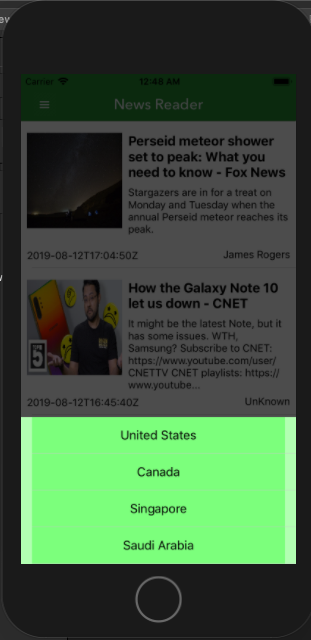 Carrier 12:46 AM
News Reader
Perseid meteor shower
set to peak: What you
need to know - Fox News
Stargazers are in for a treat on
Monday and Tuesday when the
annual Perseid meteor reaches its
peak.
2019-08-12T17:04:50Z James Rogers
How the Galaxy Note 10
let us down - CNET
It might be the latest Note, but it
has some issues. WTH,
Samsung? Subscribe to CNET:
https://www.youtube.com/user/
CNETTV CNET playlists: https://
www.youtube...
5
2019-08-12T16:45:40Z UnKnown
United States
Canada
Singapore
Saudi Arabia